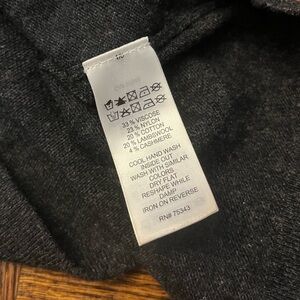 33 % VISCOSE
23 % NYLON
20 % COTTON
20 % LAMBSWOOL
4 % CASHMERE
COOL HAND WASH
INSIDE OUT
WASH WITH SIMILAR
COLORS
DRY FLAT
RESHAPE WHILE
DAMP
IRON ON REVERSE
RN# 75343